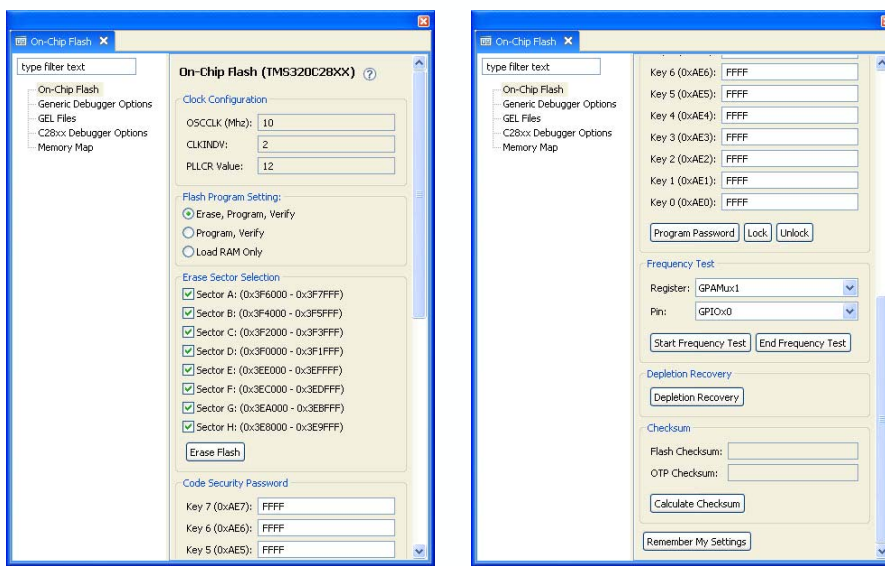 On-Chip Flash
type filter text
On-Chip Flash
Generic Debugger Options
GEL Files
C28xx Debugger Options
Memory Map
On-Chip Flash (TMS320C28XX)
Clock Configuration
OSCCLK (Mhz): 10
CLKINDV: 2
PLLCR Value: 12
Flash Program Setting:
Erase, Program, Verify
Program, Verify
Load RAM Only
Erase Sector Selection
Sector A: (0x3F6000 - 0x3F7FFF)
Sector B: (0x3F4000 - 0x3F5FFF)
Sector C: (0x3F2000 - 0x3F3FFF)
Sector D: (0x3F0000 - 0x3F1FFF)
Sector E: (0x3EE000 - 0x3EFFFF)
Sector F: (0x3EC000 - 0x3EDFFF)
Sector G: (0x3EA000 - 0x3EBFFF)
Sector H: (0x3E8000 - 0x3E9FFF)
Erase Flash
Code Security Password
Key 7 (0xAE7): FFFF
Key 6 (0xAE6): FFFF
Key 5 (0xAE5): FFFF
On-Chip Flash
type filter text
On-Chip Flash
Generic Debugger Options
GEL Files
C28xx Debugger Options
Memory Map
Key 6 (0xAE6): FFFF
Key 5 (0xAE5): FFFF
Key 4 (0xAE4): FFFF
Key 3 (0xAE3): FFFF
Key 2 (0xAE2): FFFF
Key 1 (0xAE1): FFFF
Key 0 (0xAE0): FFFF
Program Password Lock Unlock
Frequency Test
Register: GPAMux1
Pin: GPIOx0
Start Frequency Test End Frequency Test
Depletion Recovery
Depletion Recovery
Checksum
Flash Checksum:
OTP Checksum:
Calculate Checksum
Remember My Settings